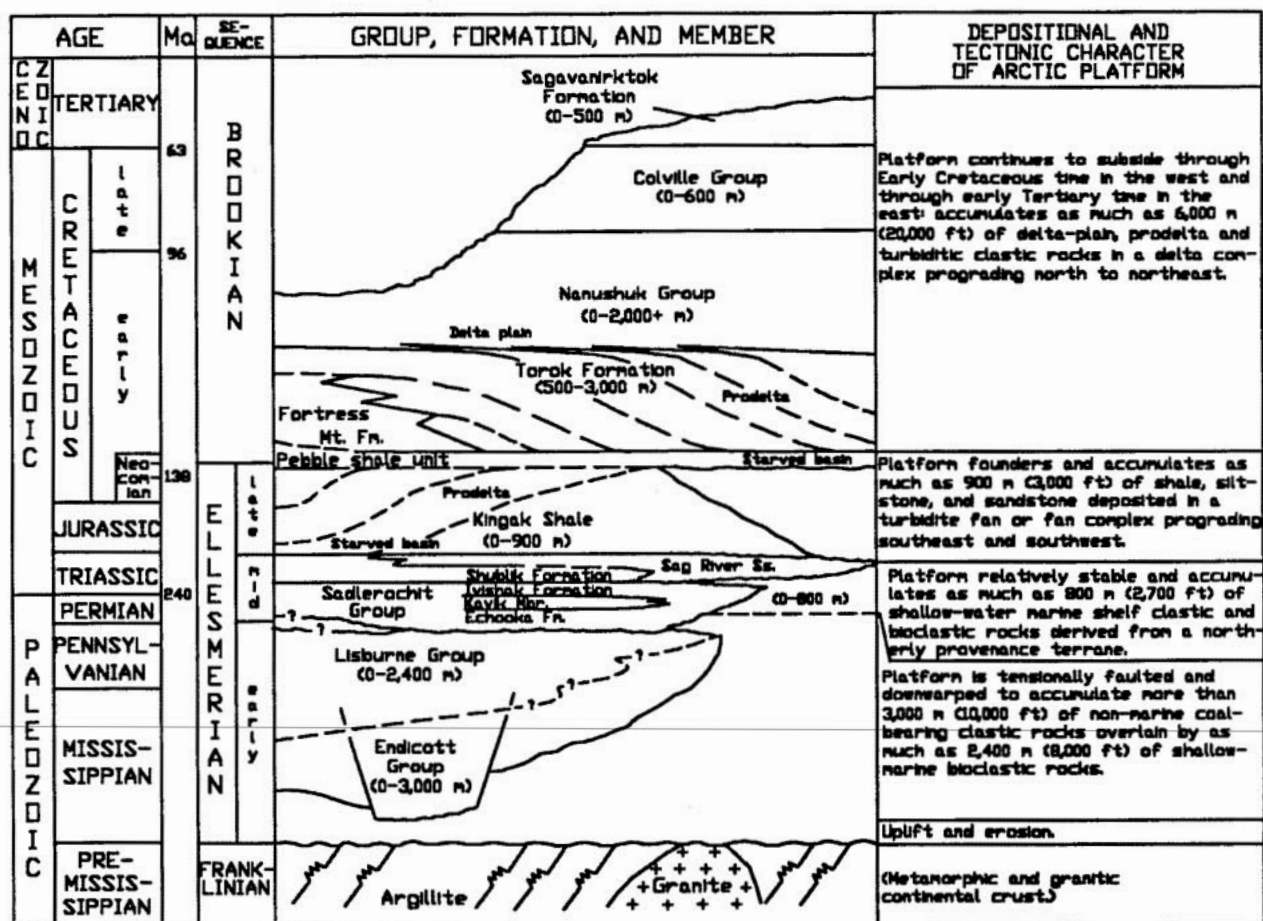 AGE
Ma
SE-
QUENCE
GROUP, FORMATION, AND MEMBER
DEPOSITIONAL AND
TECTONIC CHARACTER
OF ARCTIC PLATFORM
CENOZOIC
TERTIARY
63
MESOZOIC
CRETACEOUS
late
96
early
Neo-
com-
ian
138
JURASSIC
TRIASSIC
240
PALEOZOIC
PERMIAN
PENNSYL-
VANIAN
MISSIS-
SIPPIAN
PRE-
MISSIS-
SIPPIAN
BROOKIAN
ELLESMERIAN
late
mid
early
FRANK-
LINIAN
Sagavanirktok
Formation
(0-500 m)
Colville Group
(0-600 m)
Nanushuk Group
(0-2,000+ m)
Delta plain
Torok Formation
(500-3,000 m)
Prodelta
Fortress
Mt. Fm.
Pebble shale unit
Starved basin
Prodelta
Kingak Shale
(0-900 m)
Starved basin
Sag River Ss.
Shublik Formation
Sadlerochit
Group
Ivishak Formation
Kavik Mbr.
Echooka Fm.
(0-800 m)
?
?
Lisburne Group
(0-2,400 m)
?
?
?
Endicott
Group
(0-3,000 m)
Argillite
Granite
Platform continues to subside through
Early Cretaceous time in the west and
through early Tertiary time in the
east: accumulates as much as 6,000 m
(20,000 ft) of delta-plain, prodelta and
turbiditic clastic rocks in a delta com-
plex prograding north to northeast.
Platform founders and accumulates as
much as 900 m (3,000 ft) of shale, silt-
stone, and sandstone deposited in a
turbidite fan or fan complex prograding
southeast and southwest.
Platform relatively stable and accumu-
lates as much as 800 m (2,700 ft) of
shallow-water marine shelf clastic and
bioclastic rocks derived from a north-
erly provenance terrane.
Platform is tensionally faulted and
downwarped to accumulate more than
3,000 m (10,000 ft) of non-marine coal-
bearing clastic rocks overlain by as
much as 2,400 m (8,000 ft) of shallow-
marine bioclastic rocks.
Uplift and erosion.
(Metamorphic and granitic
continental crust.)